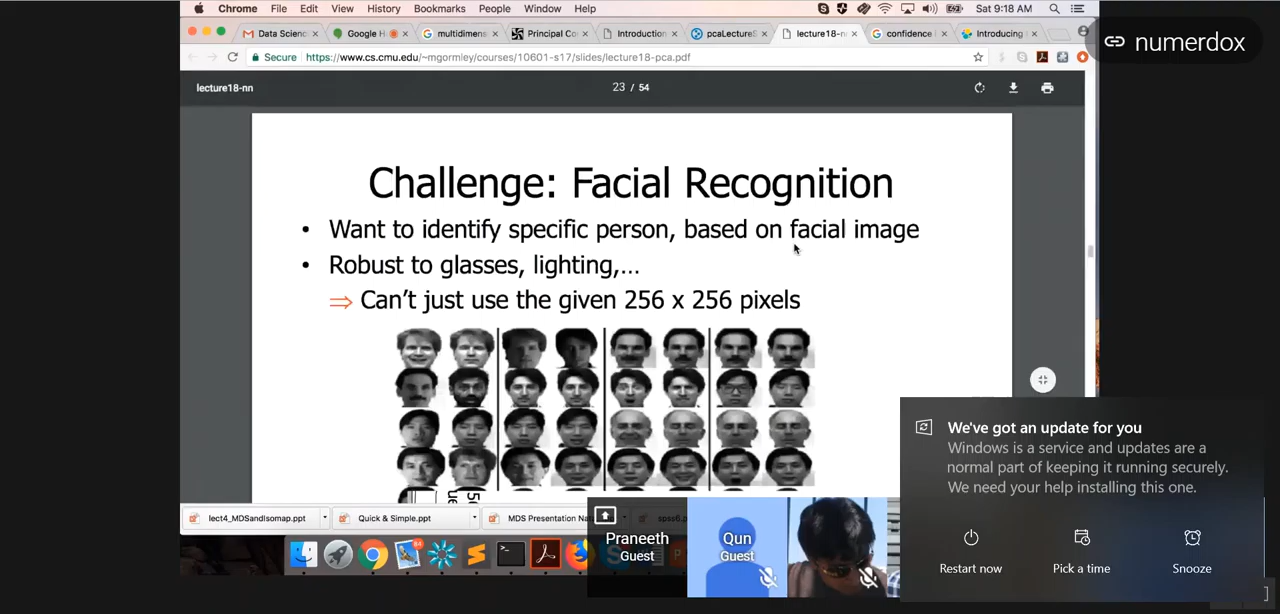 Chrome File Edit View History Bookmarks People Window Help Sat 9:18 AM
Data Scienc Google H multidimens Principal Co Introduction pcaLecture lecture18-n confidence i Introducing
numerdox
Secure https://www.cs.cmu.edu/~mgormley/courses/10601-s17/slides/lecture18-pca.pdf
lecture18-nn 23 / 54
Challenge: Facial Recognition
• Want to identify specific person, based on facial image
• Robust to glasses, lighting,…
⇒ Can't just use the given 256 x 256 pixels
We've got an update for you
Windows is a service and updates are a
normal part of keeping it running securely.
We need your help installing this one.
lect4_MDSandIsomap.ppt Quick & Simple.ppt MDS Presentation Nat
Praneeth
Guest
Qun
Guest
Restart now Pick a time Snooze